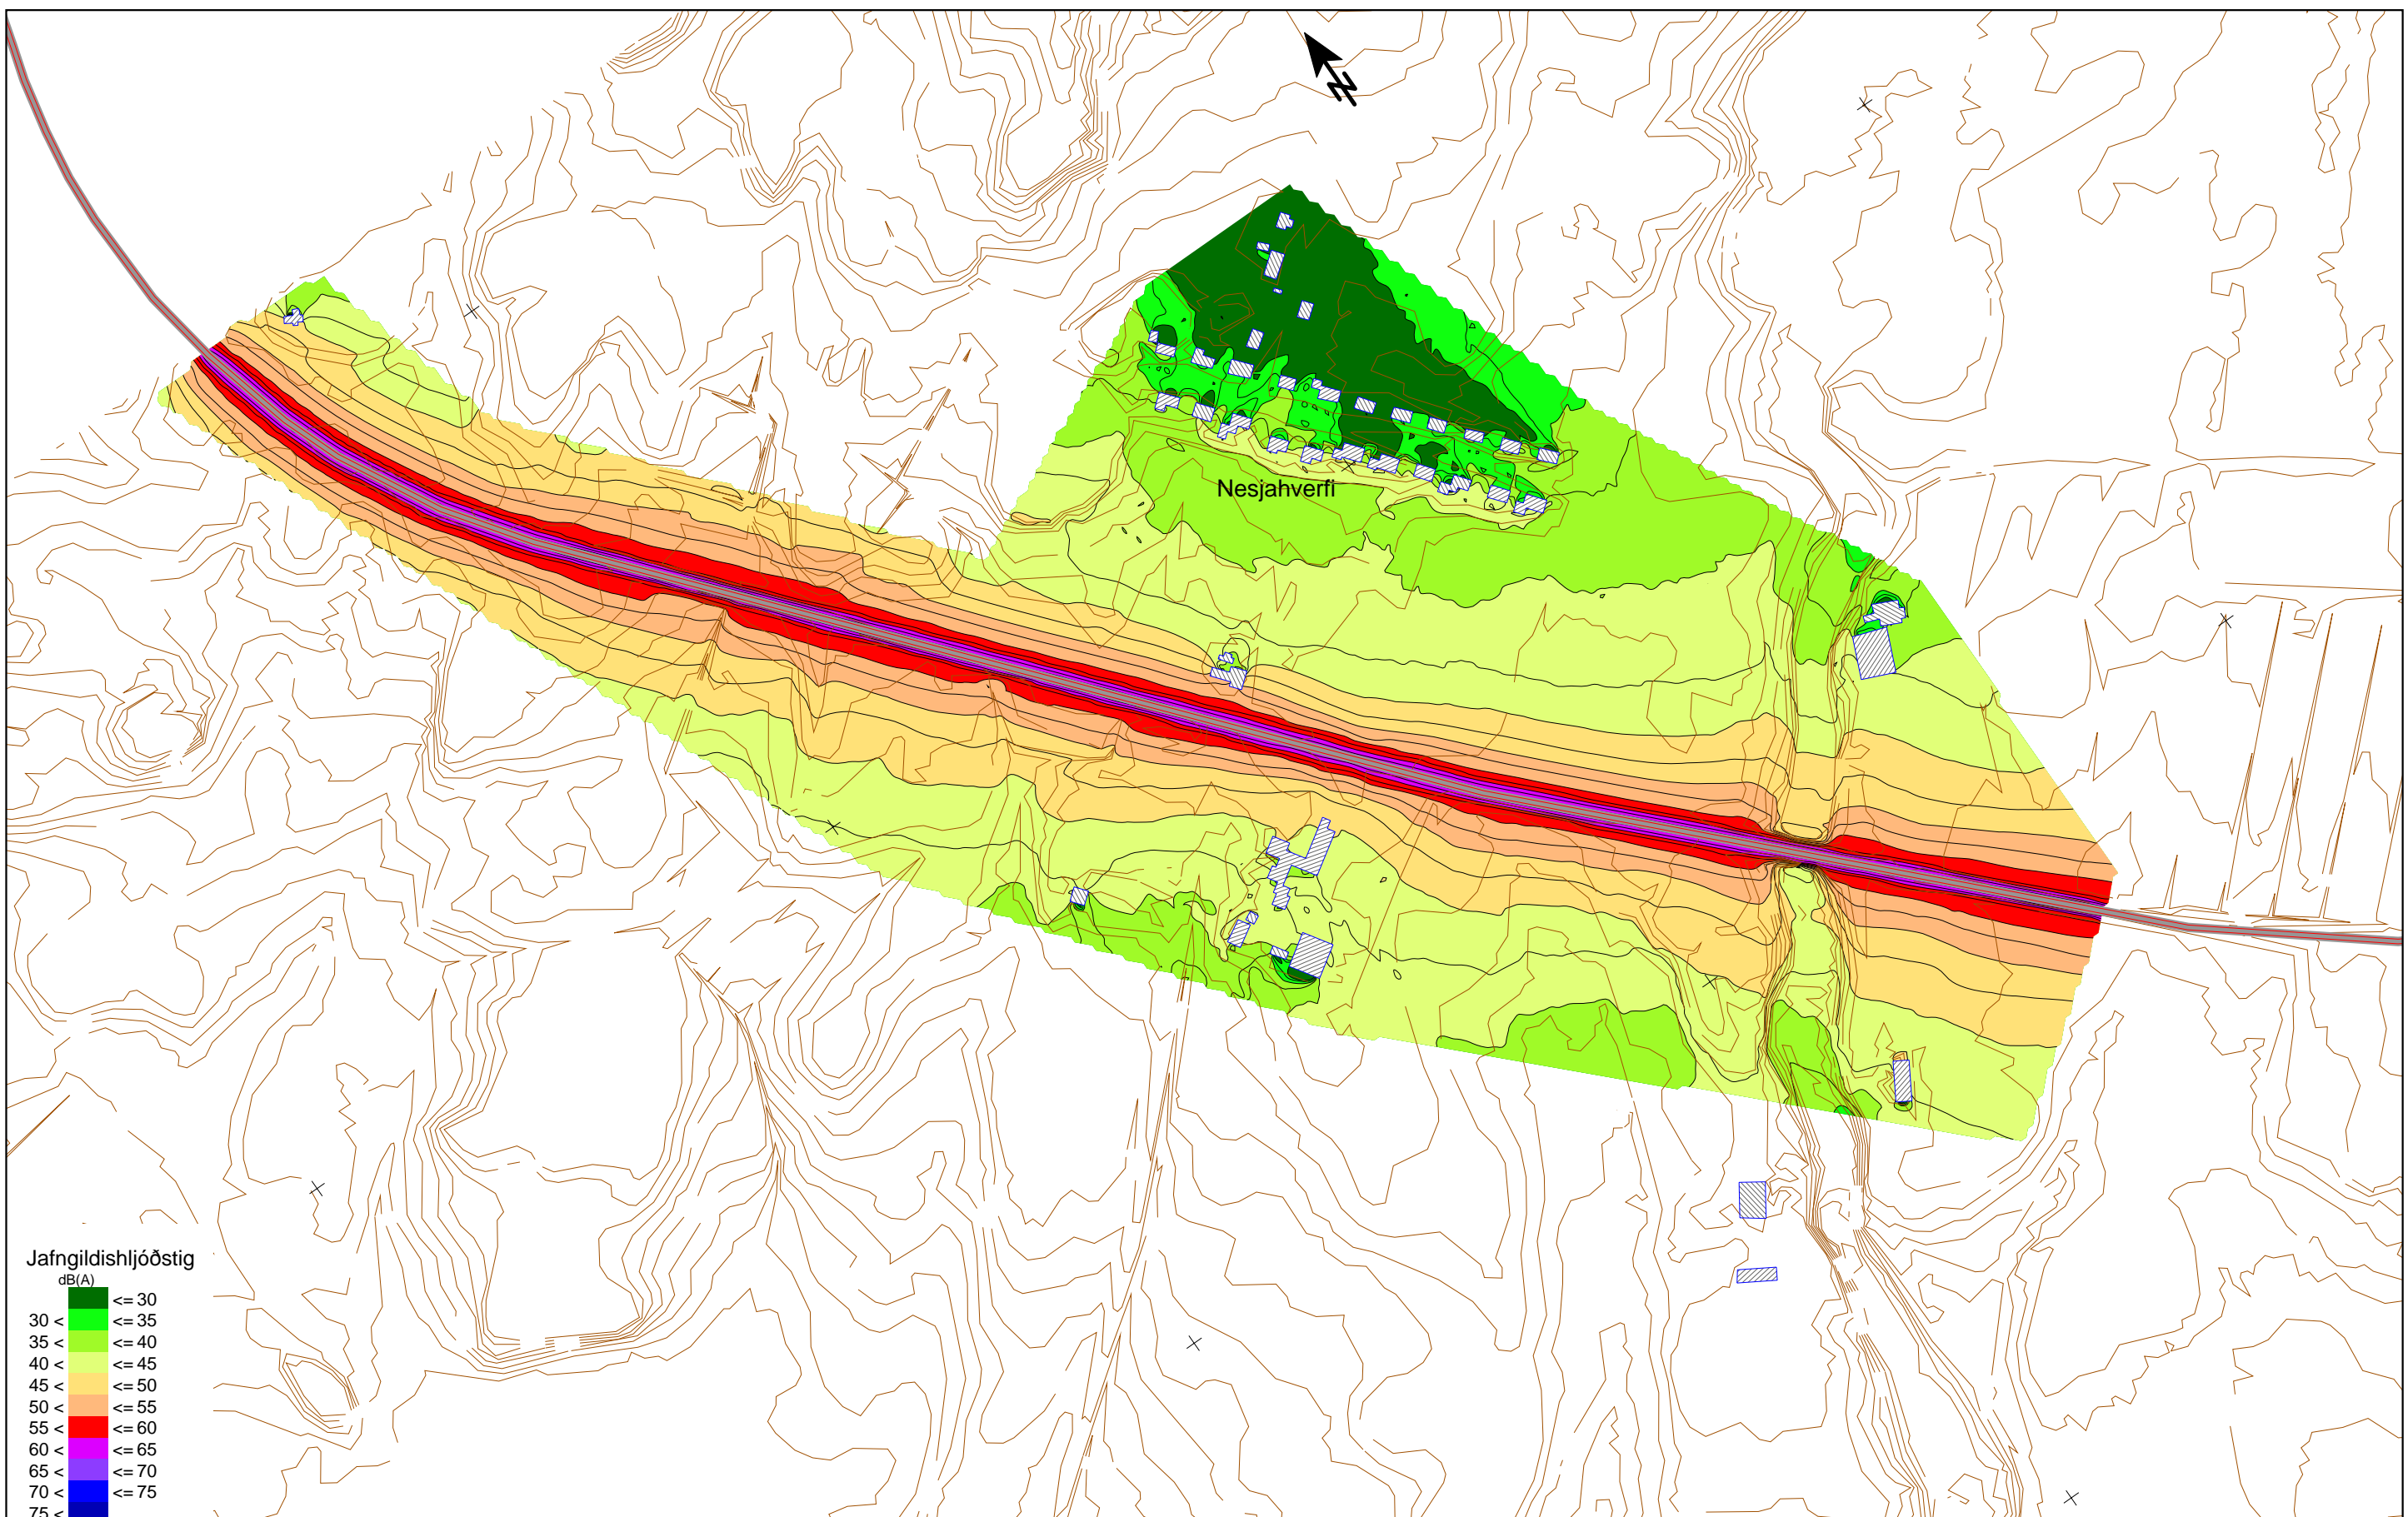 N
Nesjahverfi
Jafngildishljóðstig
dB(A)
<= 30
30 < <= 35
35 < <= 40
40 < <= 45
45 < <= 50
50 < <= 55
55 < <= 60
60 < <= 65
65 < <= 70
70 < <= 75
75 <